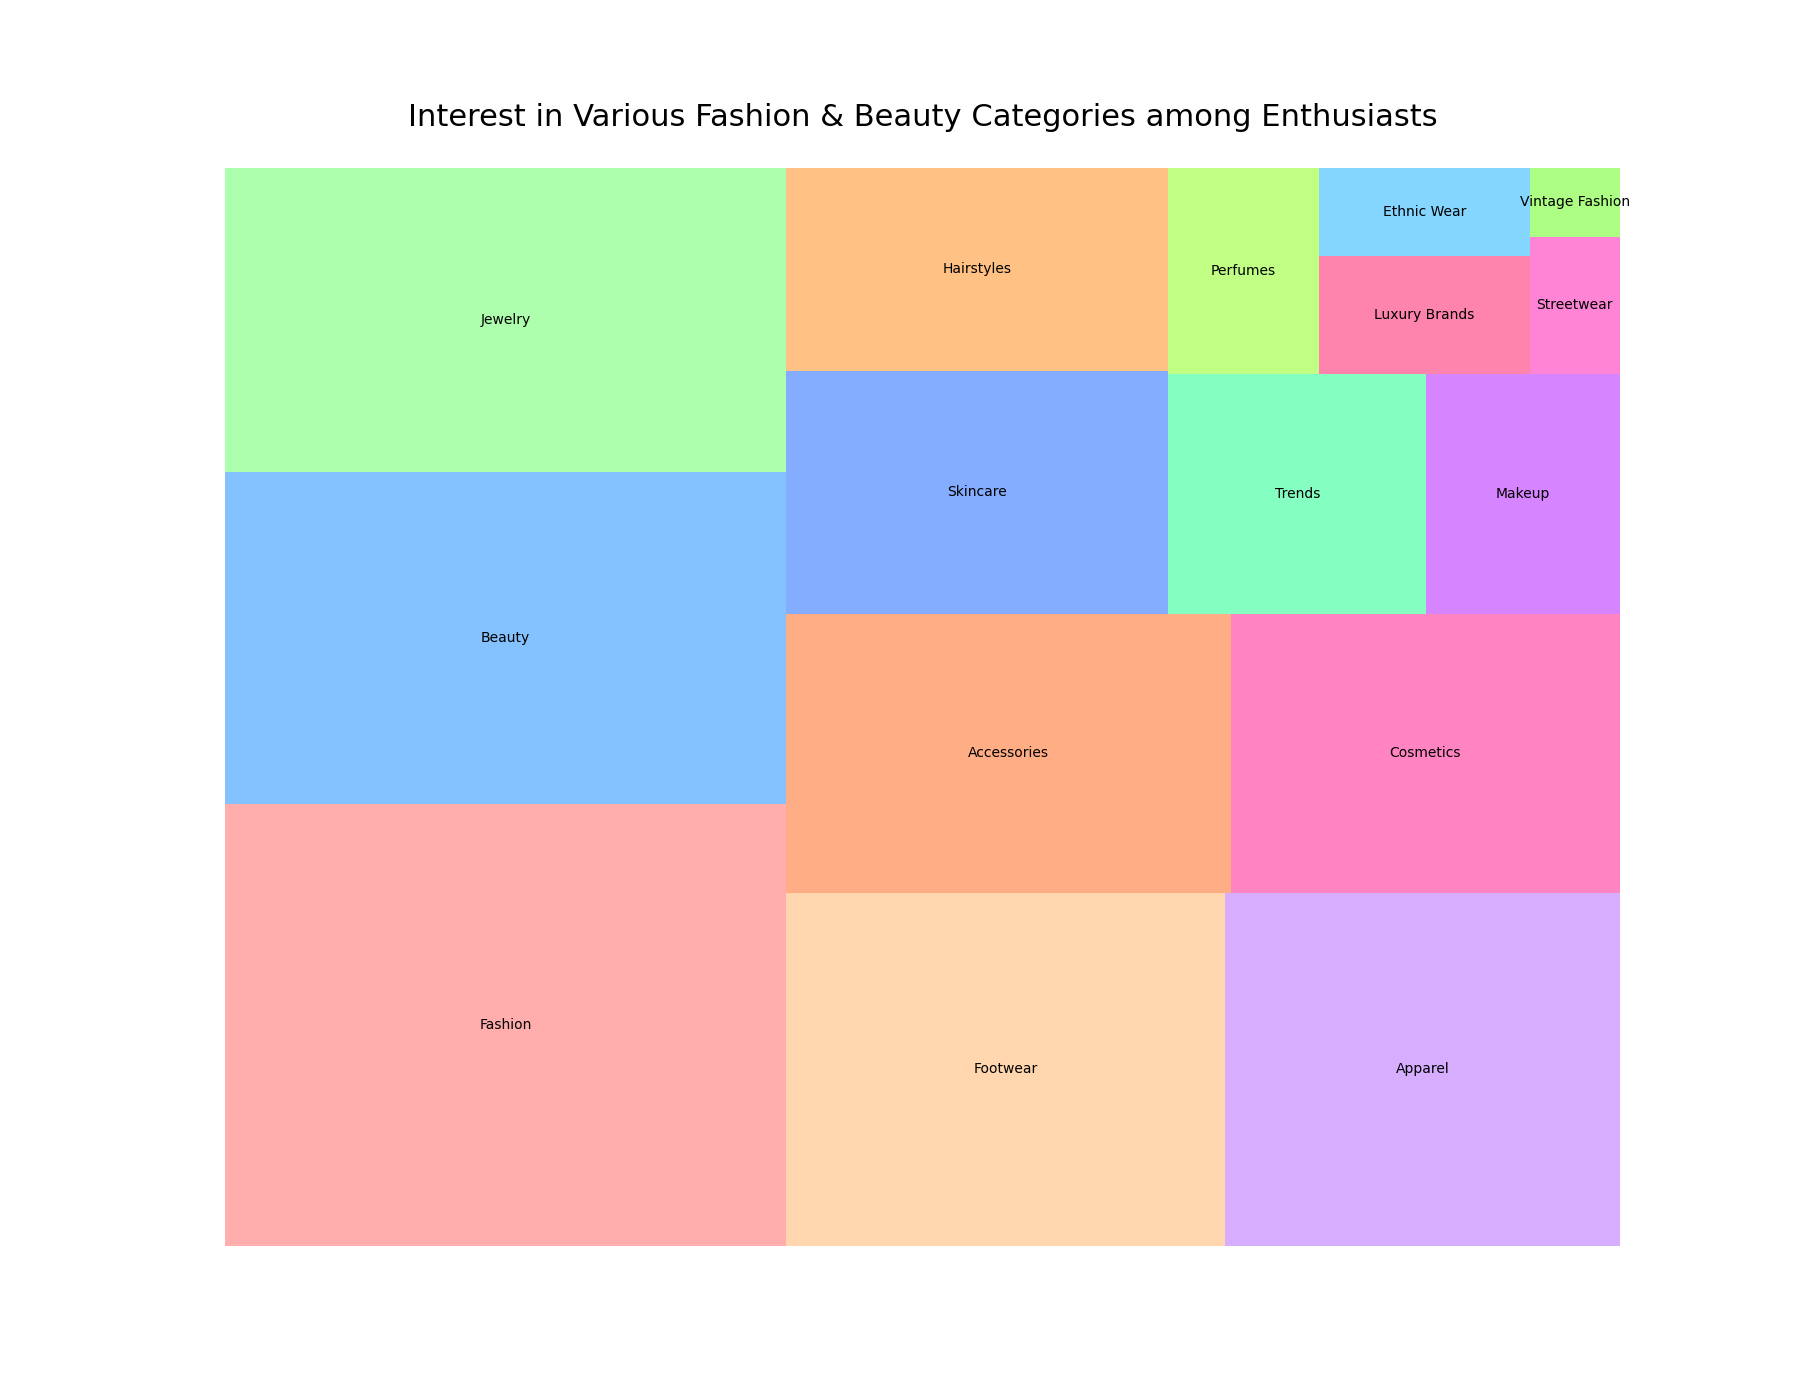 Interest in Various Fashion & Beauty Categories among Enthusiasts
Vintage Fashion
Ethnic Wear
Hairstyles
Perfumes
Streetwear
Luxury Brands
Jewelry
Skincare
Trends
Makeup
Beauty
Accessories
Cosmetics
Fashion
Footwear
Apparel